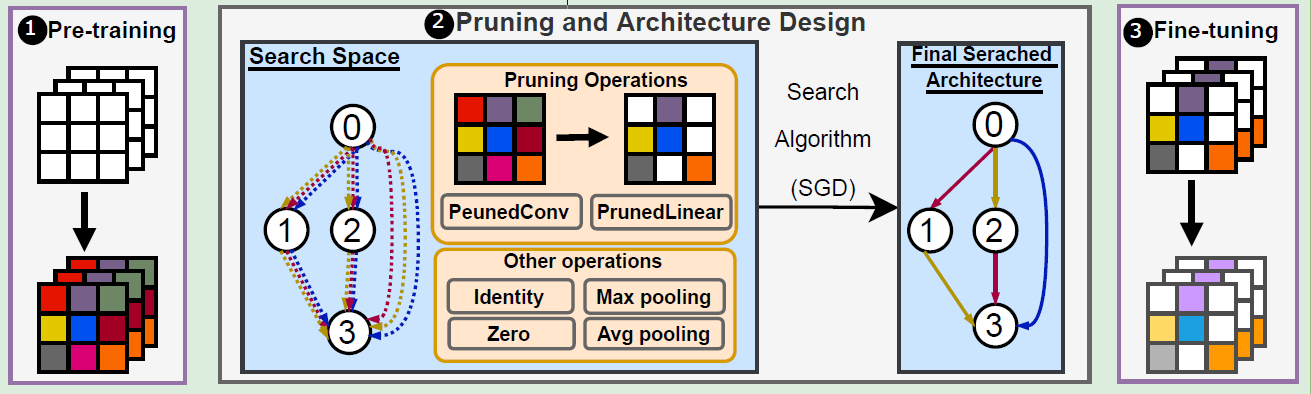 1 Pre-training
2 Pruning and Architecture Design
Search Space
0
1
2
3
Pruning Operations
PeunedConv
PrunedLinear
Other operations
Identity
Max pooling
Zero
Avg pooling
Search
Algorithm
(SGD)
Final Serached
Architecture
0
1
2
3
3 Fine-tuning